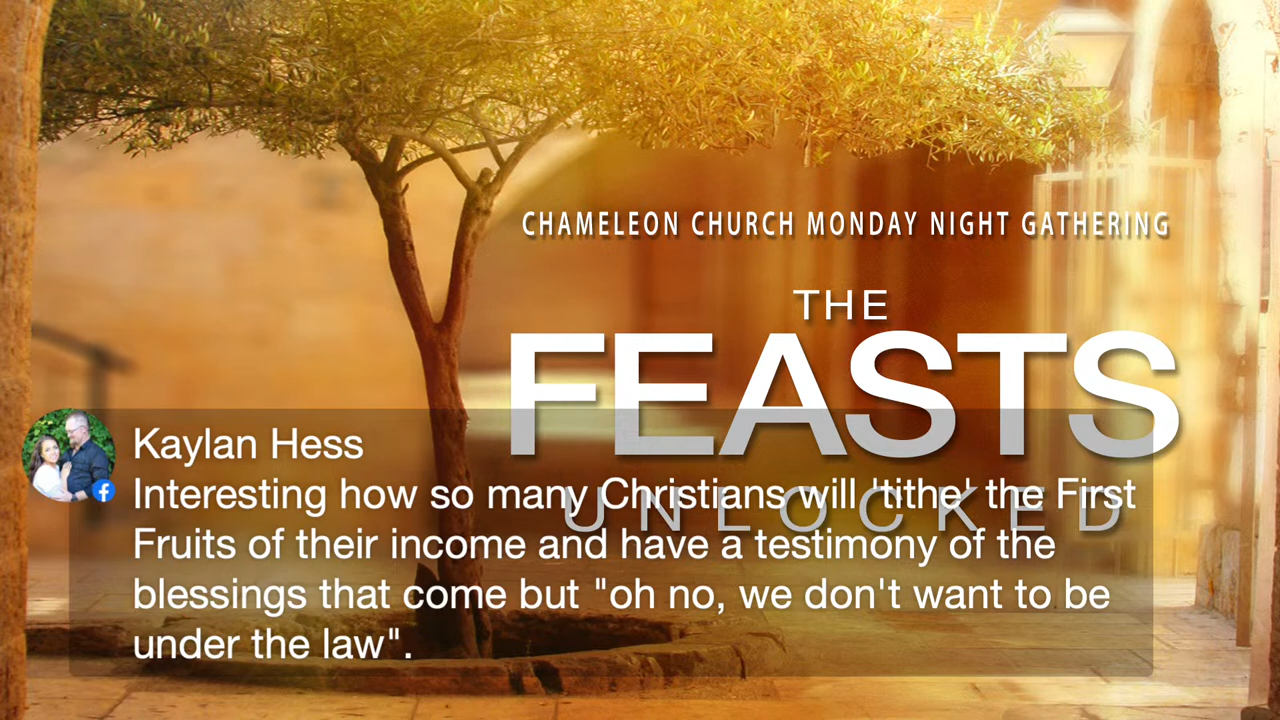 CHAMELEON CHURCH MONDAY NIGHT GATHERING
THE
FEASTS
UNLOCKED
Kaylan Hess
Interesting how so many Christians will 'tithe' the First
Fruits of their income and have a testimony of the
blessings that come but "oh no, we don't want to be
under the law".